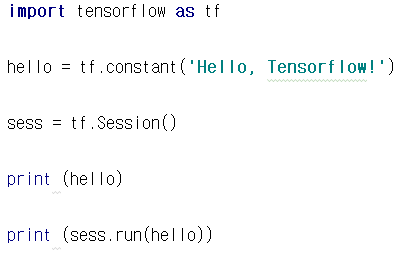 import tensorflow as tf
hello = tf.constant('Hello, Tensorflow!')
sess = tf.Session()
print (hello)
print (sess.run(hello))